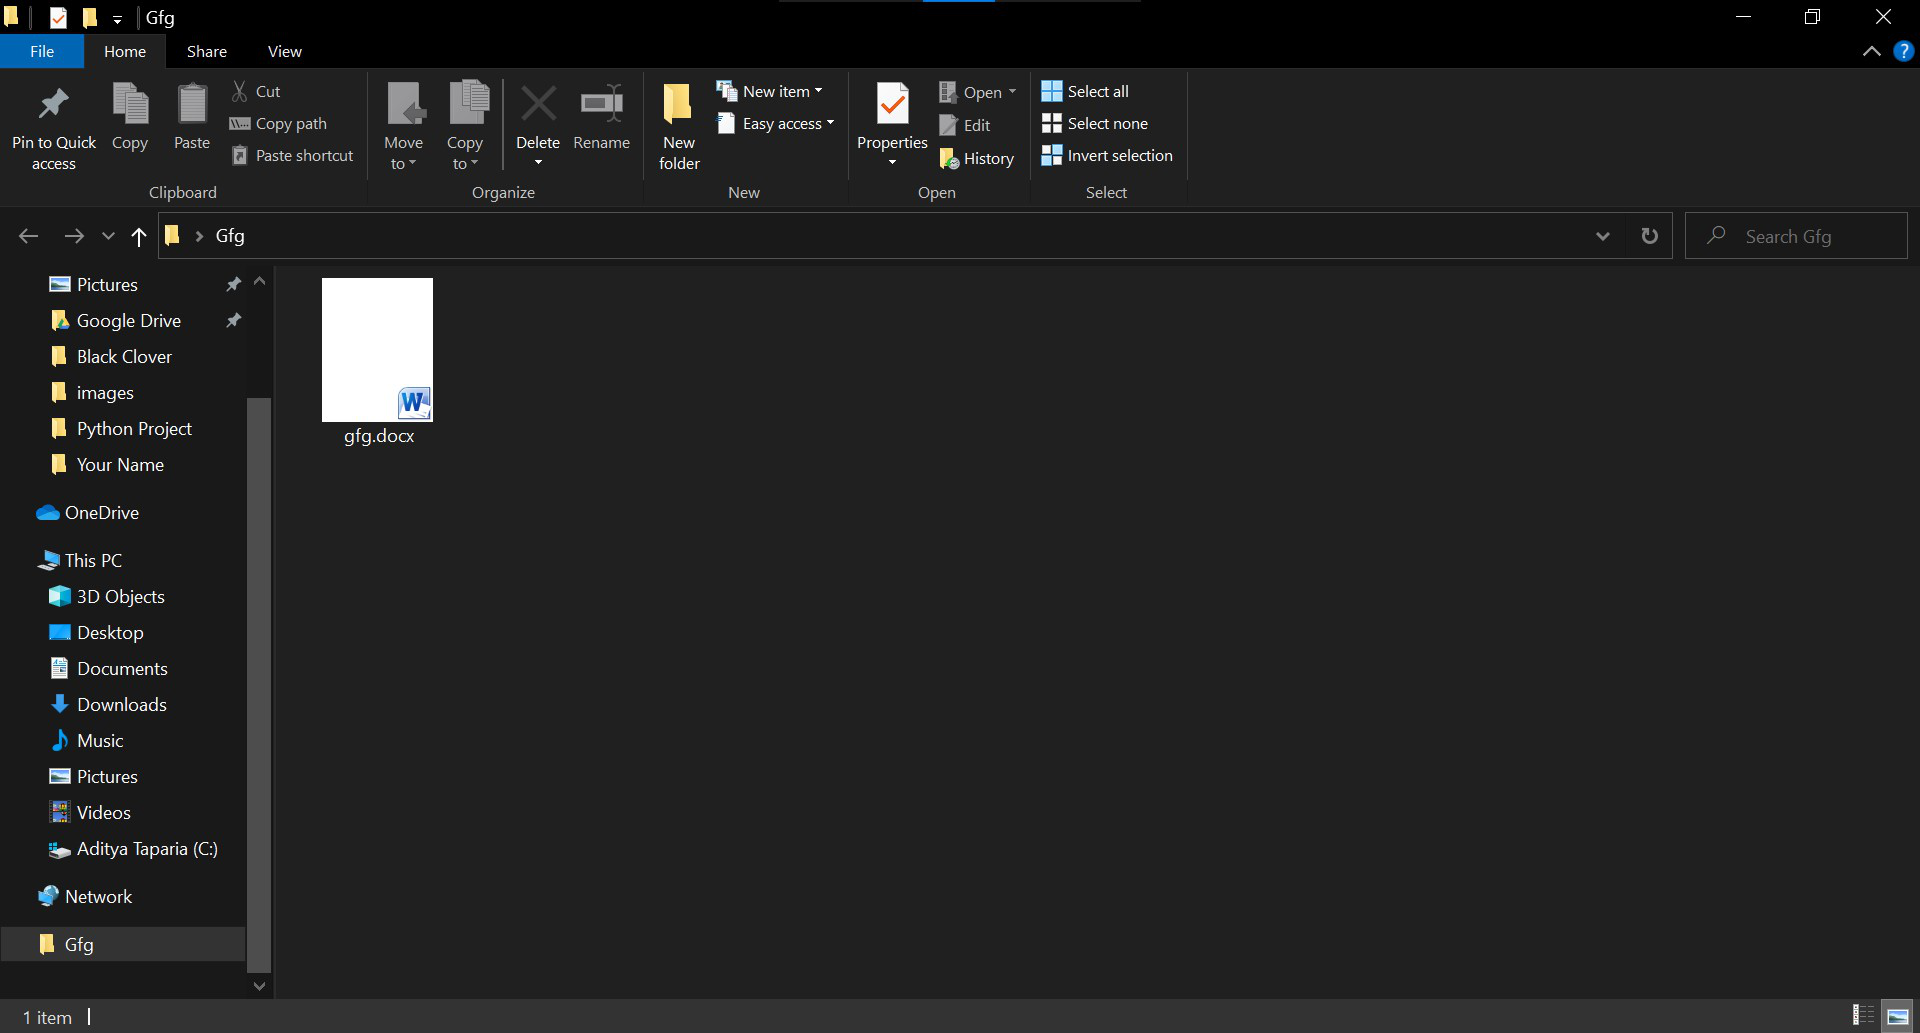 Gfg
File Home Share View
?
Pin to Quick access
Copy
Paste
Cut
Copy path
Paste shortcut
Clipboard
Move to
Copy to
Delete
Rename
Organize
New folder
New item
Easy access
New
Properties
Open
Edit
History
Open
Select all
Select none
Invert selection
Select
Gfg
Search Gfg
Pictures
Google Drive
Black Clover
images
Python Project
Your Name
OneDrive
This PC
3D Objects
Desktop
Documents
Downloads
Music
Pictures
Videos
Aditya Taparia (C:)
Network
Gfg
W
gfg.docx
1 item